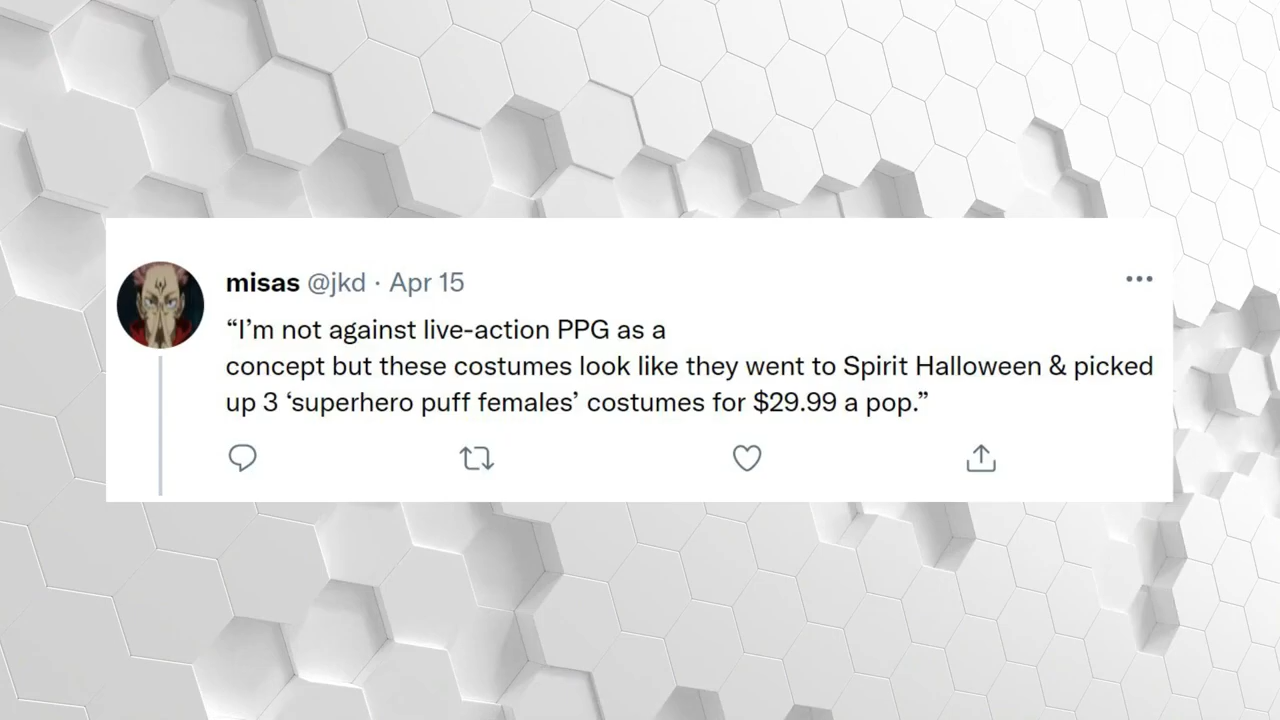 misas @jkd · Apr 15
“I’m not against live-action PPG as a
concept but these costumes look like they went to Spirit Halloween & picked
up 3 ‘superhero puff females’ costumes for $29.99 a pop.”